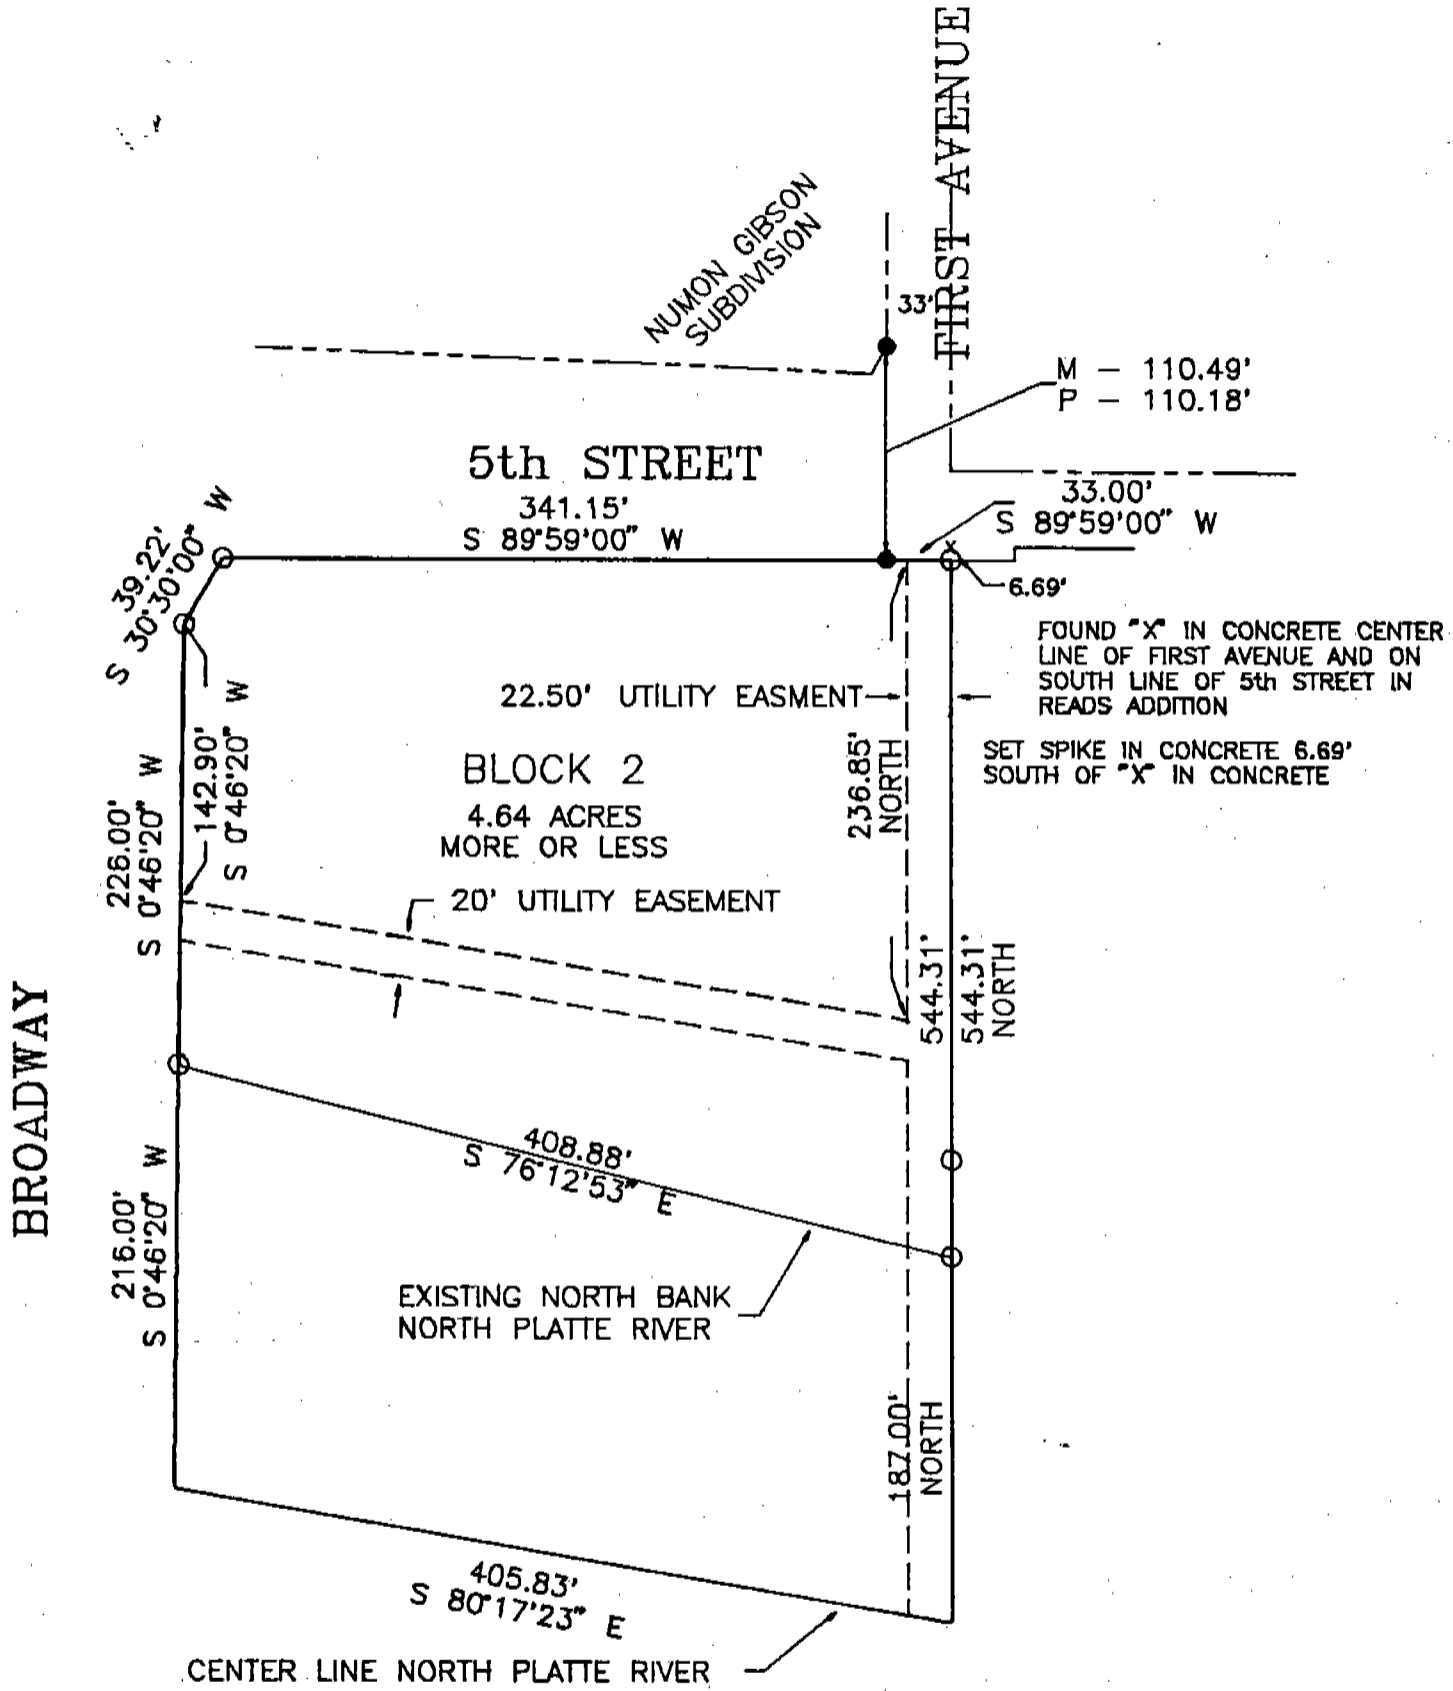 FIRST AVENUE
NUMON GIBSON
SUBDIVISION
33'
M - 110.49'
P - 110.18'
5th STREET
341.15'
S 89°59'00" W
33.00'
S 89°59'00" W
39.22'
S 30°30'00" W
x
6.69'
FOUND "X" IN CONCRETE CENTER
LINE OF FIRST AVENUE AND ON
SOUTH LINE OF 5th STREET IN
READS ADDITION
SET SPIKE IN CONCRETE 6.69'
SOUTH OF "X" IN CONCRETE
22.50' UTILITY EASMENT
236.85'
NORTH
BLOCK 2
4.64 ACRES
MORE OR LESS
142.90'
S 0°46'20" W
226.00'
S 0°46'20" W
20' UTILITY EASEMENT
544.31'
544.31'
NORTH
BROADWAY
408.88'
S 76°12'53" E
216.00'
S 0°46'20" W
EXISTING NORTH BANK
NORTH PLATTE RIVER
187.00'
NORTH
405.83'
S 80°17'23" E
CENTER LINE NORTH PLATTE RIVER